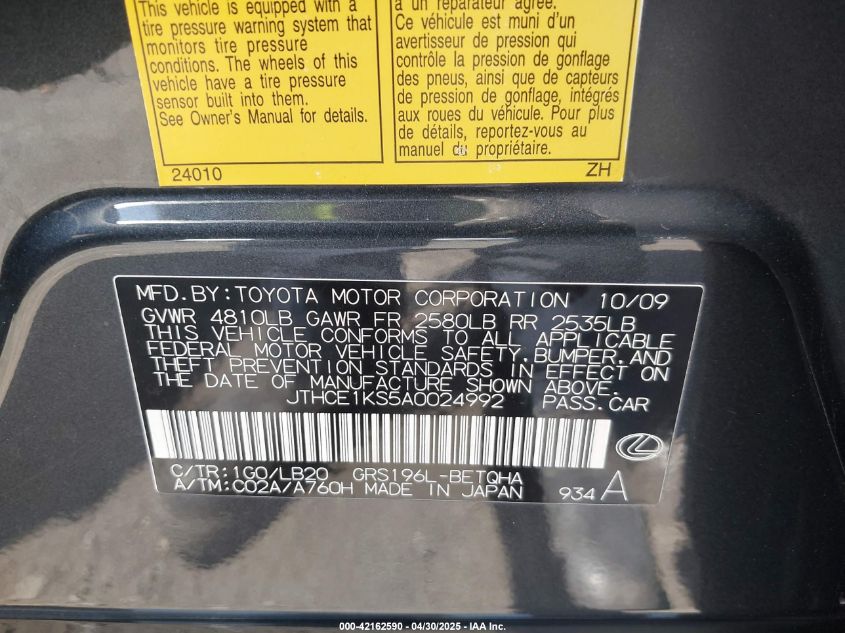 This vehicle is equipped with a
tire pressure warning system that
monitors tire pressure
conditions. The wheels of this
vehicle have a tire pressure
sensor built into them.
See Owner's Manual for details.
24010
à un réparateur agréé.
Ce véhicule est muni d'un
avertisseur de pression qui
contrôle la pression de gonflage
des pneus, ainsi que de capteurs
de pression de gonflage, intégrés
aux roues du véhicule. Pour plus
de détails, reportez-vous au
manuel du propriétaire.
ZH
MFD.BY:TOYOTA MOTOR CORPORATION 10/09
GVWR 4810LB GAWR FR 2580LB RR 2535LB
THIS VEHICLE CONFORMS TO ALL APPLICABLE
FEDERAL MOTOR VEHICLE SAFETY,BUMPER,AND
THEFT PREVENTION STANDARDS IN EFFECT ON
THE DATE OF MANUFACTURE SHOWN ABOVE.
JTHCE1KS5A0024992 PASS.CAR
C/TR:1G0/LB20 GRS196L-BETQHA
A/TM:C02A/A760H MADE IN JAPAN 934 A
000-42162590 - 04/30/2025 - IAA Inc.